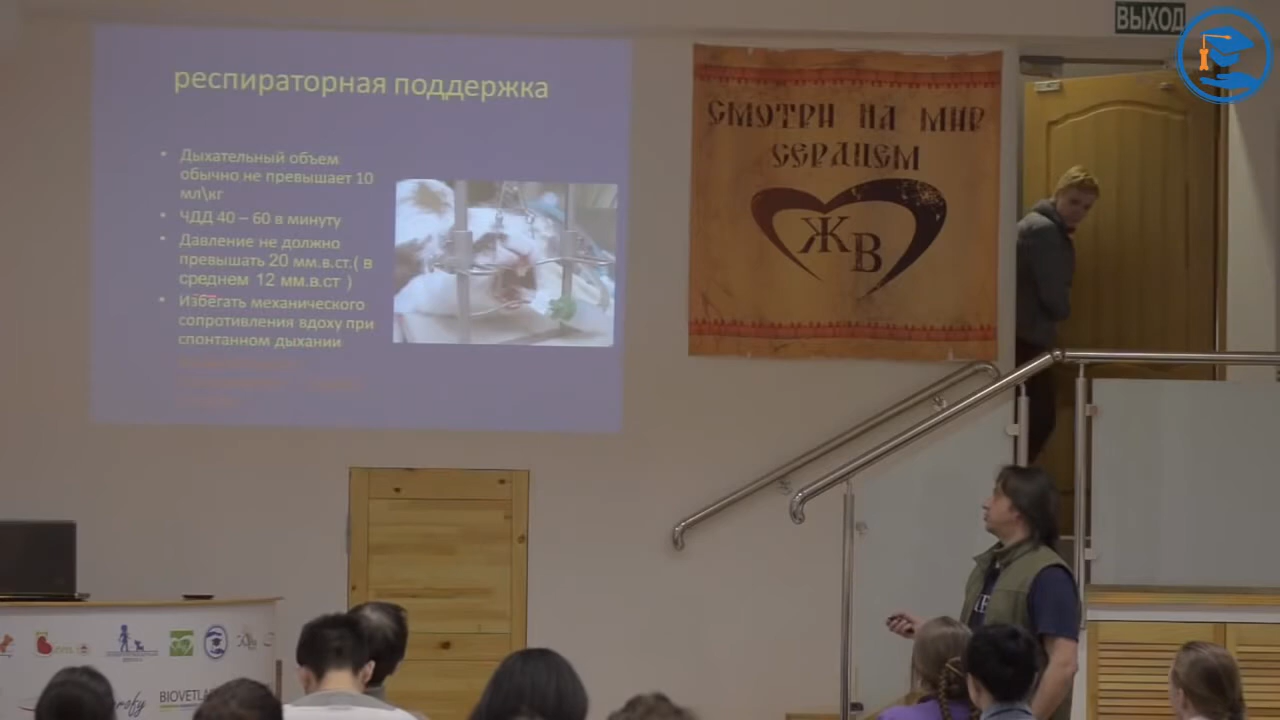 ВЫХОД
респираторная поддержка
• Дыхательный объем
обычно не превышает 10
мл\кг
• ЧДД 40 – 60 в минуту
• Давление не должно
превышать 20 мм.в.ст.( в
среднем 12 мм.в.ст )
• Избегать механического
сопротивления вдоху при
спонтанном дыхании
СМОТРИ НА МИР
СЕРДЦЕМ
ЖВ